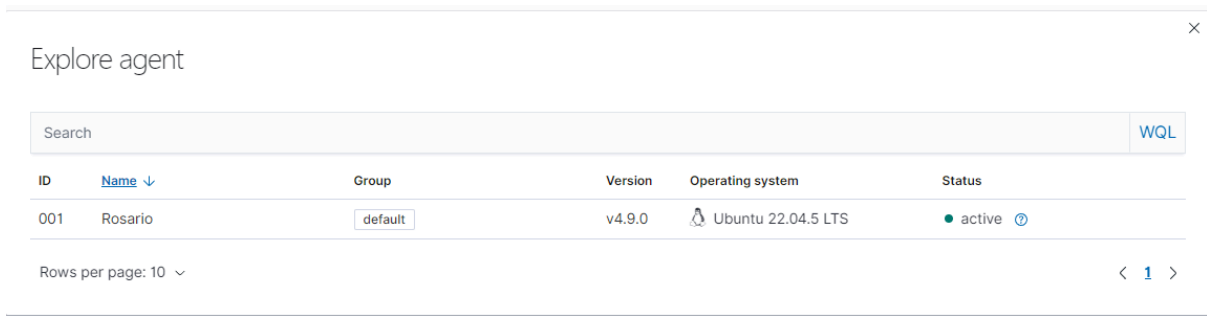 Explore agent
Search WQL
ID Name Group Version Operating system Status
001 Rosario default v4.9.0 Ubuntu 22.04.5 LTS active
Rows per page: 10 1